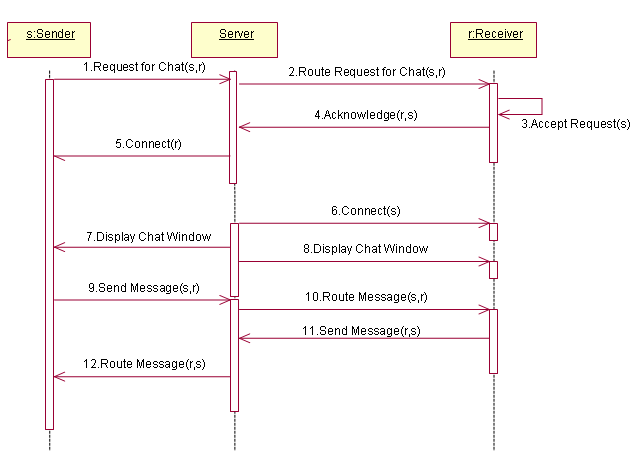 s:Sender
Server
r:Receiver
1.Request for Chat(s,r)
2.Route Request for Chat(s,r)
3.Accept Request(s)
4.Acknowledge(r,s)
5.Connect(r)
6.Connect(s)
7.Display Chat Window
8.Display Chat Window
9.Send Message(s,r)
10.Route Message(s,r)
11.Send Message(r,s)
12.Route Message(r,s)